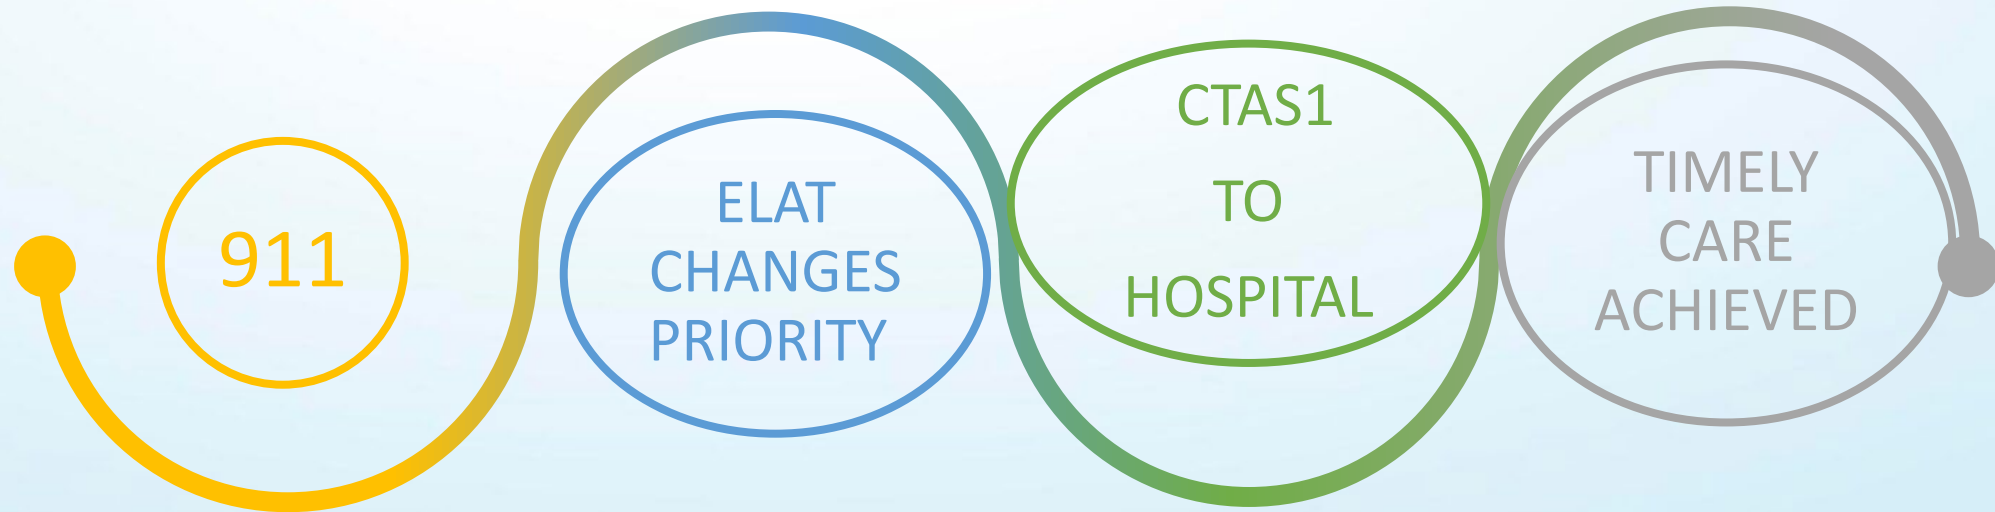 911
ELAT
CHANGES
PRIORITY
CTAS1
TO
HOSPITAL
TIMELY
CARE
ACHIEVED